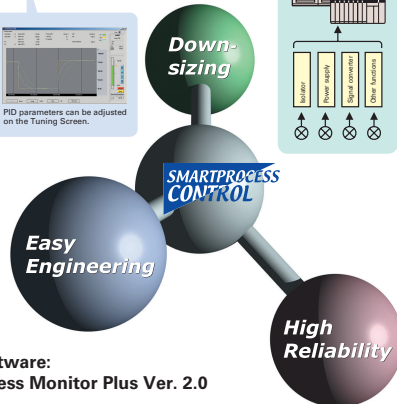 PID parameters can be adjusted
on the Tuning Screen.
Down-
sizing
Isolator
Power supply
Signal converter
Other functions
SMARTPROCESS
CONTROL
Easy
Engineering
High
Reliability
tware:
ess Monitor Plus Ver. 2.0